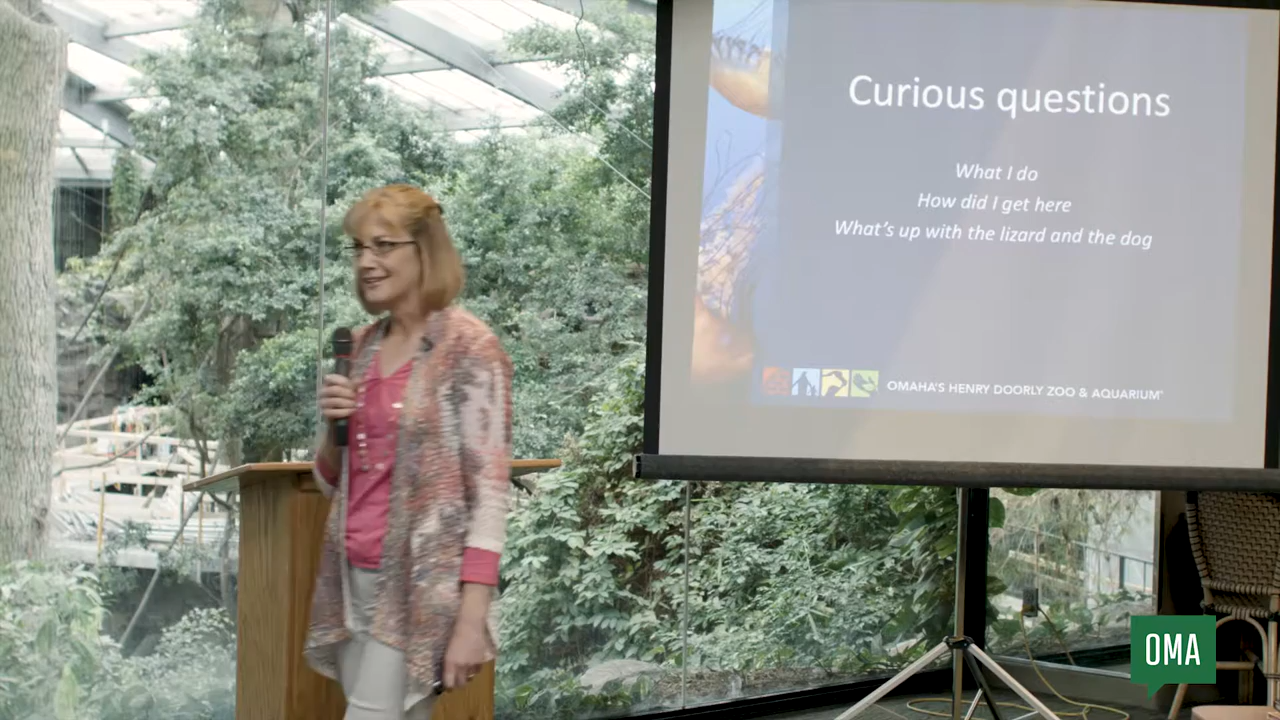 Curious questions
What I do
How did I get here
What's up with the lizard and the dog
OMAHA'S HENRY DOORLY ZOO & AQUARIUM
OMA